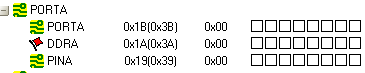 PORTA
PORTA 0x1B(0x3B) 0x00
DDRA 0x1A(0x3A) 0x00
PINA 0x19(0x39) 0x00